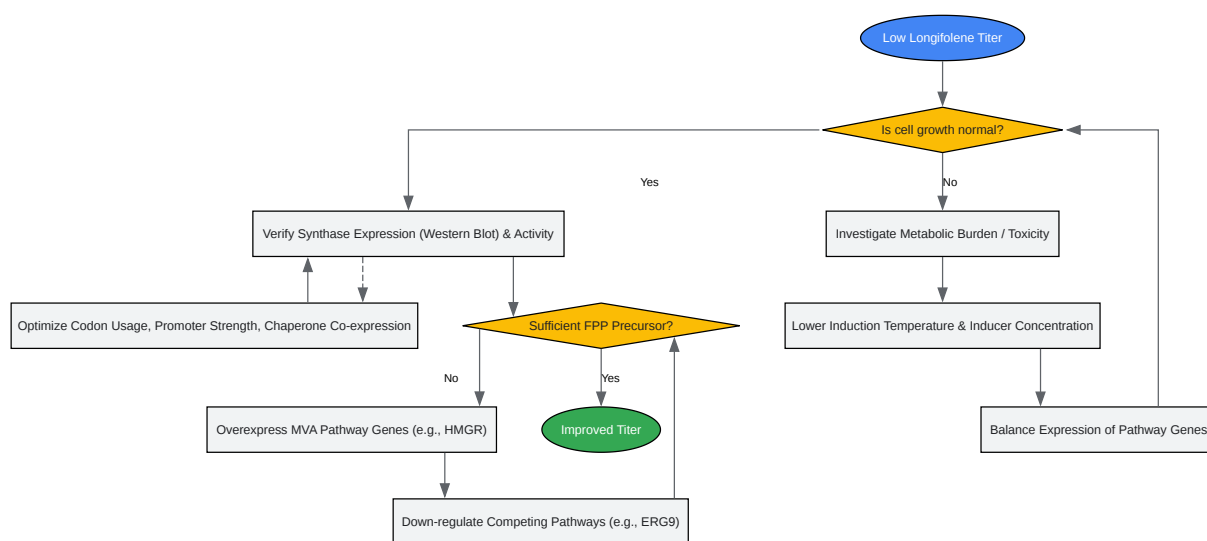 Low Longifolene Titer
Is cell growth normal?
Yes
No
Verify Synthase Expression (Western Blot) & Activity
Investigate Metabolic Burden / Toxicity
Optimize Codon Usage, Promoter Strength, Chaperone Co-expression
Sufficient FPP Precursor?
Lower Induction Temperature & Inducer Concentration
No
Yes
Overexpress MVA Pathway Genes (e.g., HMGR)
Improved Titer
Balance Expression of Pathway Genes
Down-regulate Competing Pathways (e.g., ERG9)